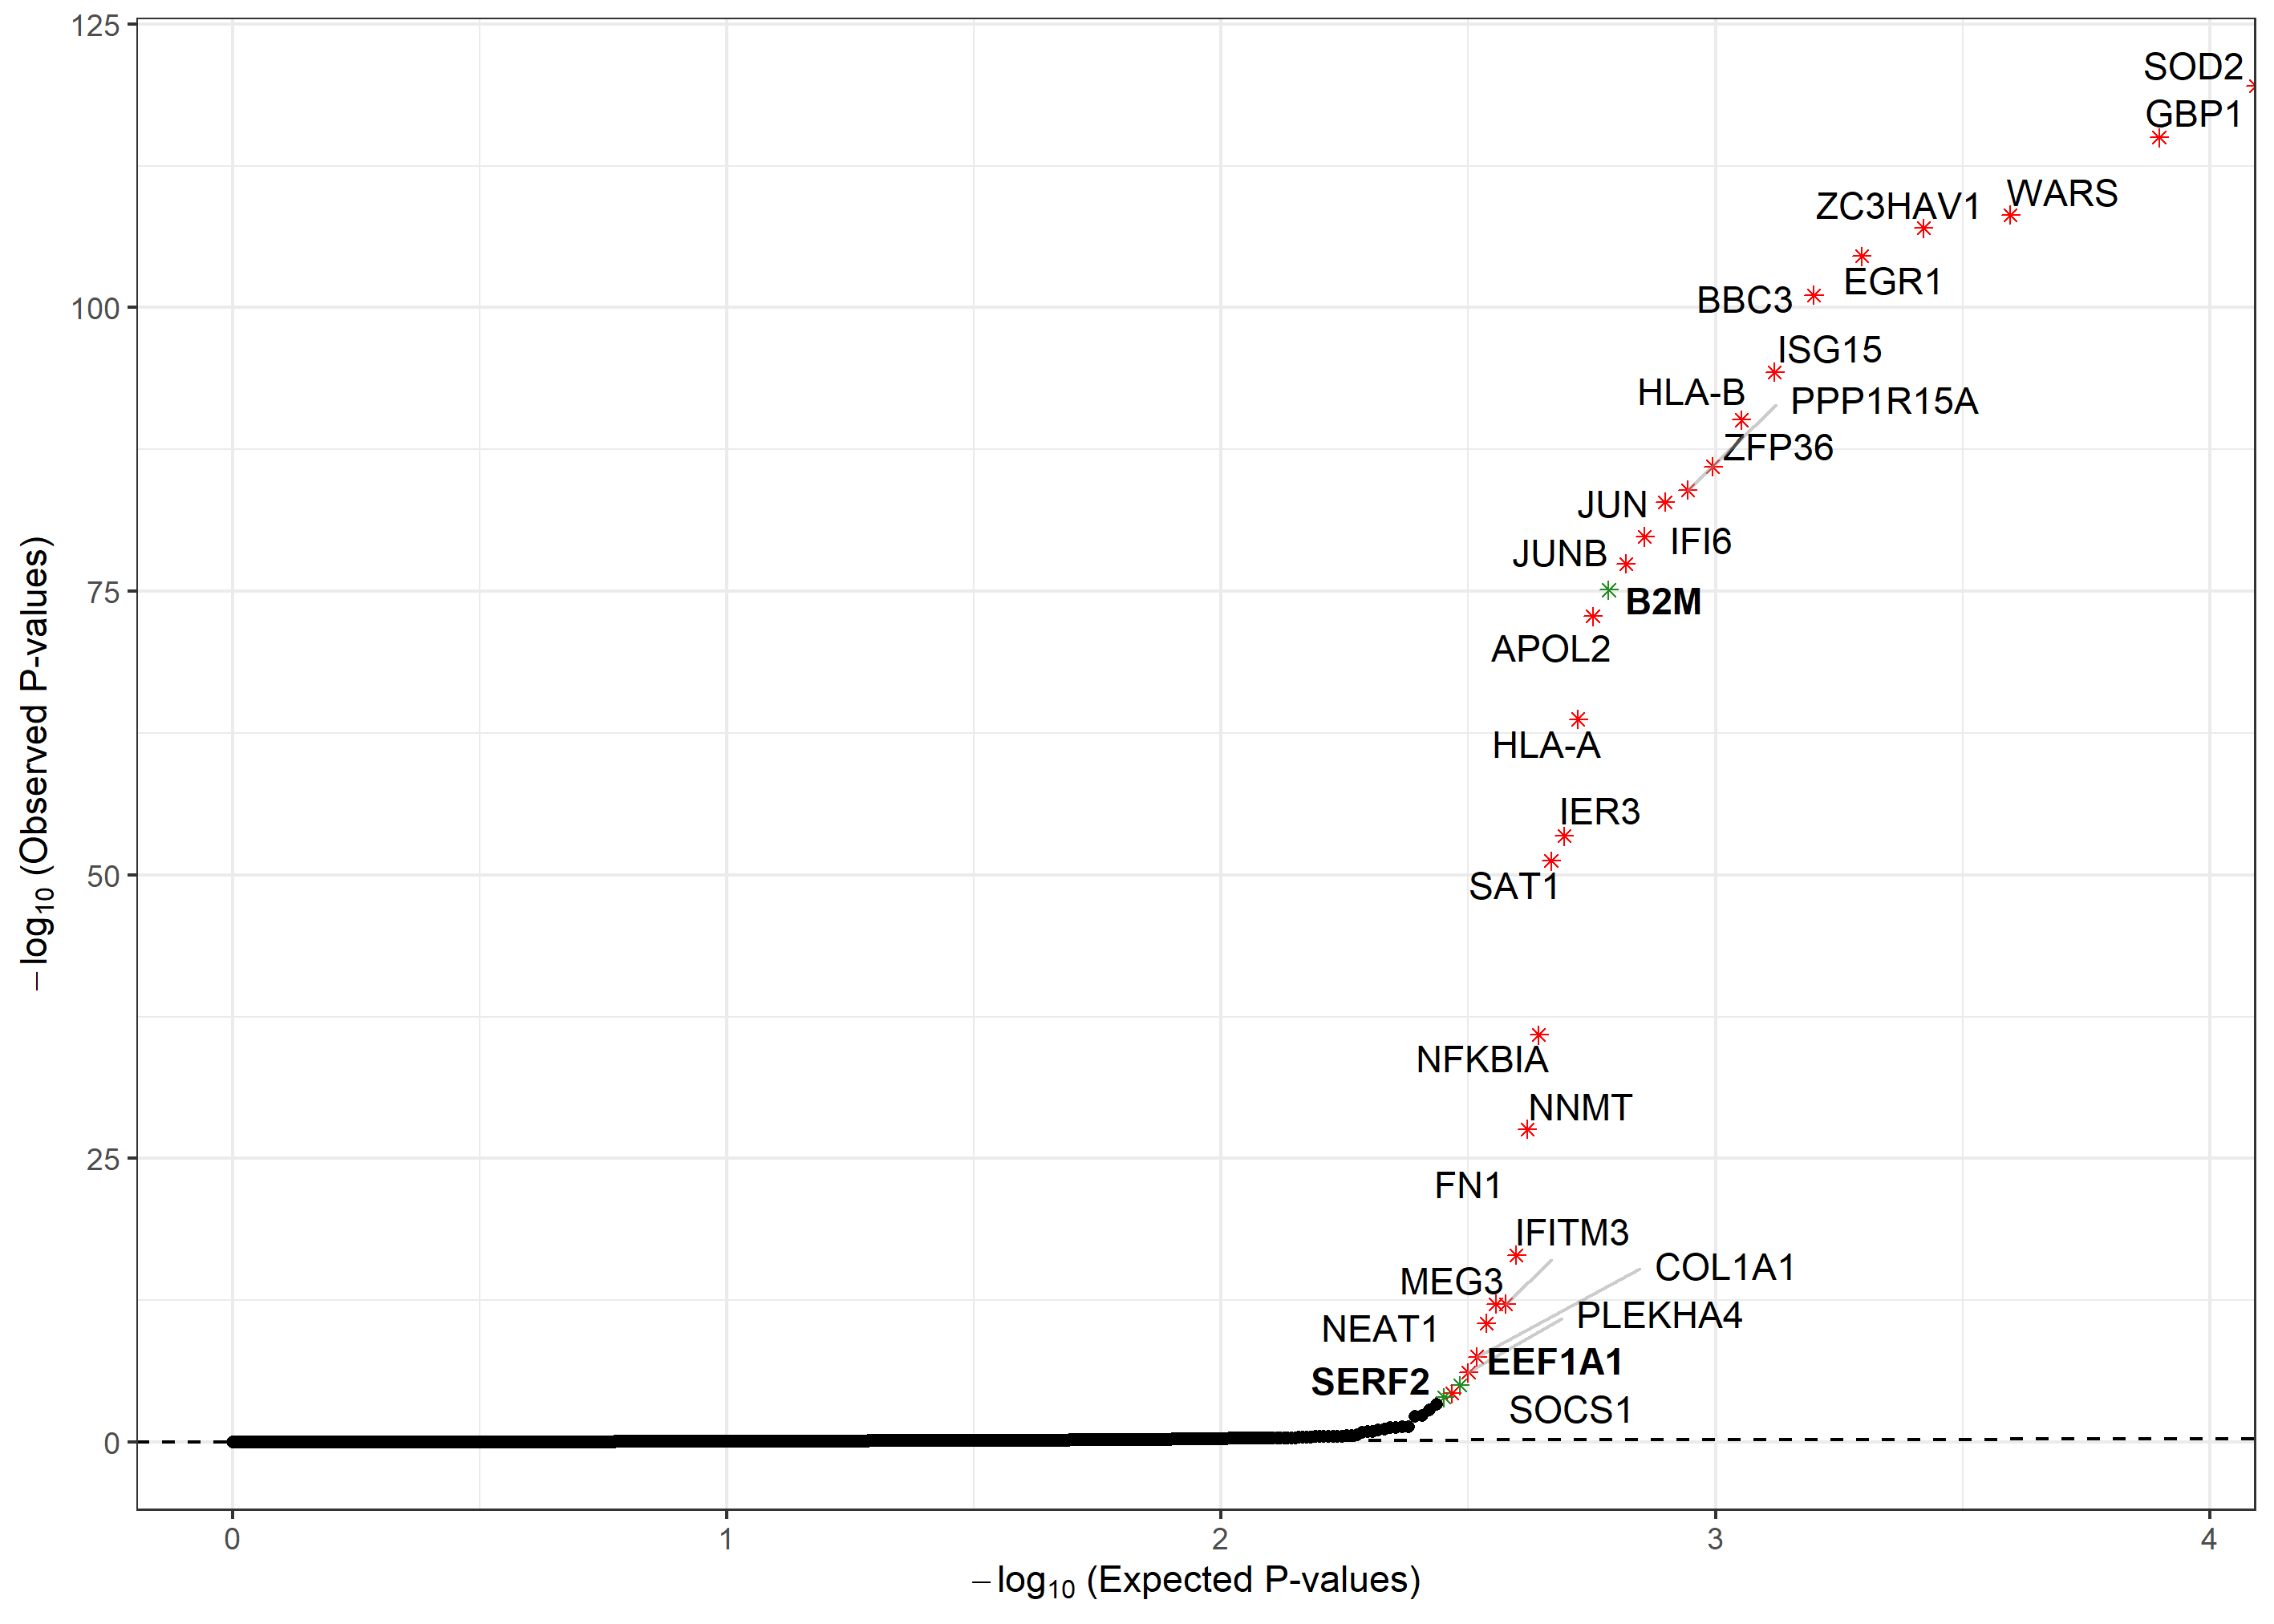 125
SOD2
GBP1
WARS
ZC3HAV1
EGR1
BBC3
100
ISG15
HLA-B
PPP1R15A
ZFP36
JUN
IFI6
JUNB
75
B2M
APOL2
HLA-A
IER3
50
SAT1
NFKBIA
NNMT
25
FN1
IFITM3
COL1A1
MEG3
PLEKHA4
NEAT1
EEF1A1
SERF2
SOCS1
0
0 1 2 3 4
−log10 (Expected P-values)
−log10 (Observed P-values)